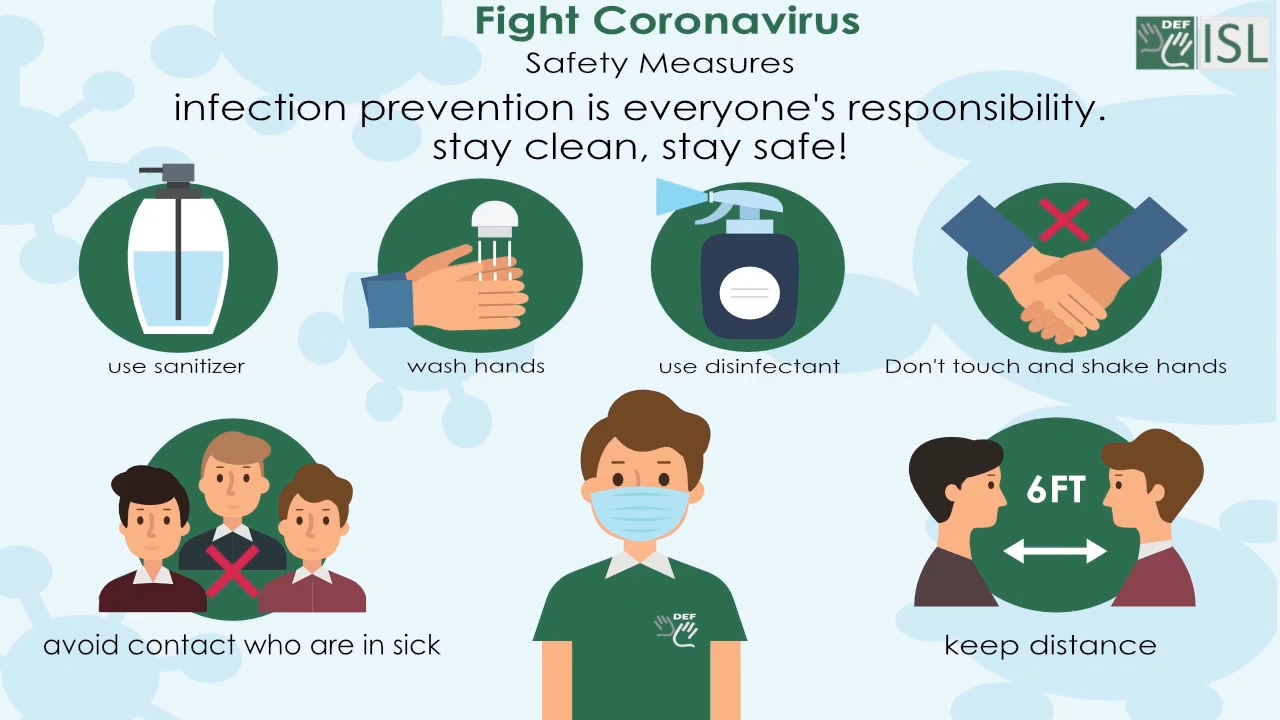 Fight Coronavirus
DEF
ISL
Safety Measures
infection prevention is everyone's responsibility.
stay clean, stay safe!
use sanitizer
wash hands
use disinfectant
Don't touch and shake hands
6FT
DEF
avoid contact who are in sick
keep distance